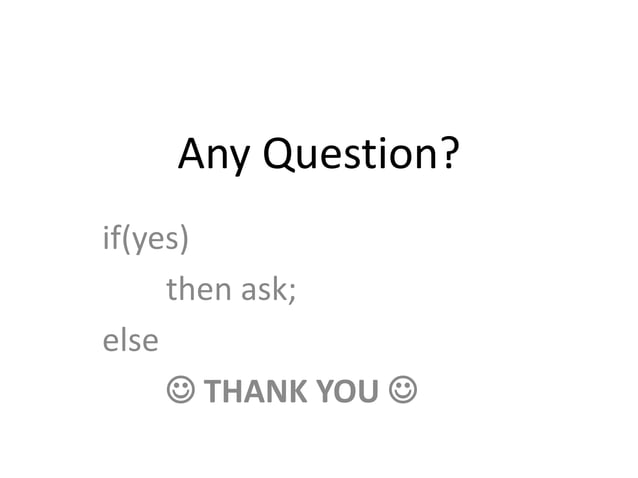 Any Question?
if(yes)
then ask;
else
☺ THANK YOU ☺